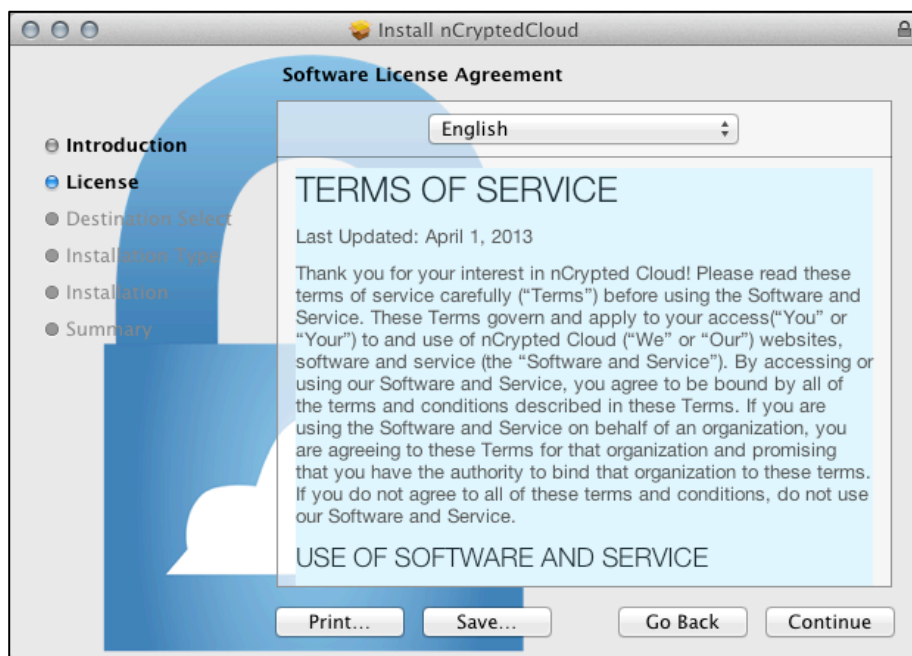 Install nCryptedCloud
Software License Agreement
English
Introduction
License
Destination Select
Installation Type
Installation
Summary
TERMS OF SERVICE
Last Updated: April 1, 2013
Thank you for your interest in nCrypted Cloud! Please read these
terms of service carefully (“Terms”) before using the Software and
Service. These Terms govern and apply to your access(“You” or
“Your”) to and use of nCrypted Cloud (“We” or “Our”) websites,
software and service (the “Software and Service”). By accessing or
using our Software and Service, you agree to be bound by all of
the terms and conditions described in these Terms. If you are
using the Software and Service on behalf of an organization, you
are agreeing to these Terms for that organization and promising
that you have the authority to bind that organization to these terms.
If you do not agree to all of these terms and conditions, do not use
our Software and Service.
USE OF SOFTWARE AND SERVICE
Print...
Save...
Go Back
Continue